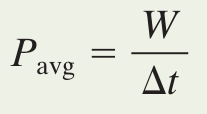 P_avg = W / Δt